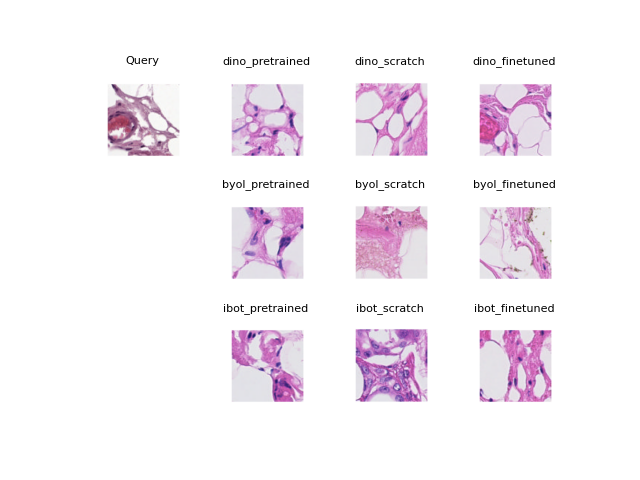 Query
dino_pretrained
dino_scratch
dino_finetuned
byol_pretrained
byol_scratch
byol_finetuned
ibot_pretrained
ibot_scratch
ibot_finetuned